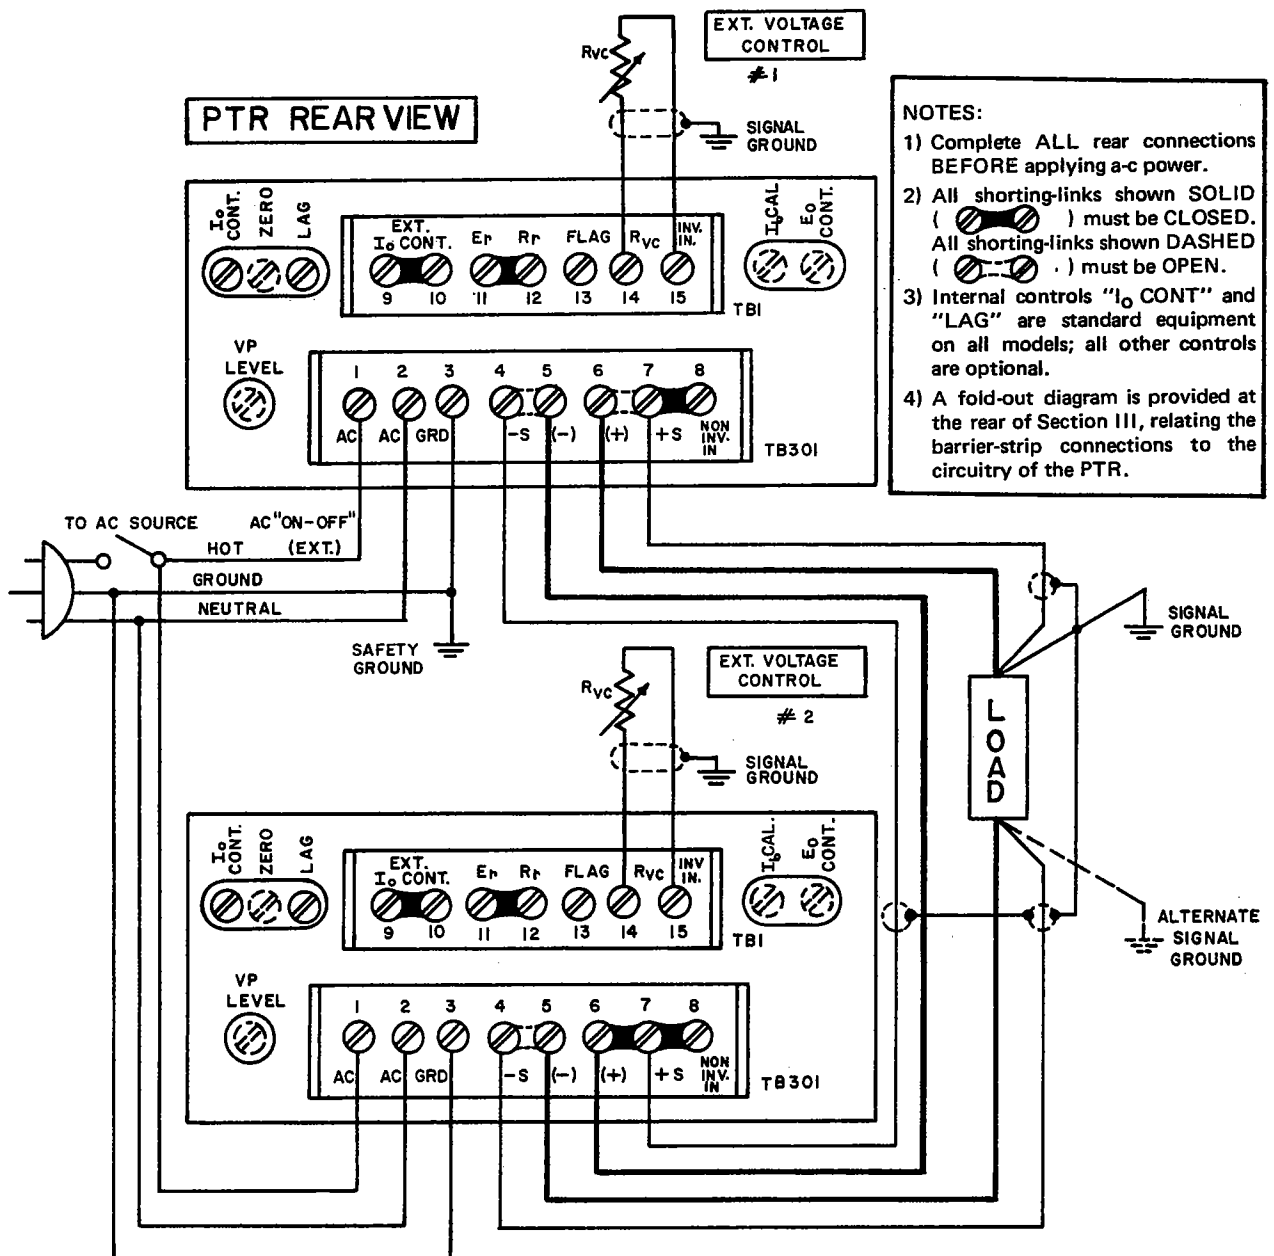 EXT. VOLTAGE
CONTROL
#1
RVC
PTR REAR VIEW
SIGNAL
GROUND
NOTES:
1) Complete ALL rear connections
BEFORE applying a-c power.
2) All shorting-links shown SOLID
( ) must be CLOSED.
All shorting-links shown DASHED
( ) must be OPEN.
3) Internal controls "Io CONT" and
"LAG" are standard equipment
on all models; all other controls
are optional.
4) A fold-out diagram is provided at
the rear of Section III, relating the
barrier-strip connections to the
circuitry of the PTR.
Io
CONT.
ZERO
LAG
EXT.
Io CONT.
Er
Rr
FLAG
RVC
INV.
IN.
IoCAL
Eo
CONT.
9 10 11 12 13 14 15
TB1
VP
LEVEL
1 2 3 4 5 6 7 8
AC AC GRD -S (-) (+) +S
NON
INV.
IN
TB301
TO AC SOURCE
AC"ON-OFF"
(EXT.)
HOT
GROUND
NEUTRAL
SAFETY
GROUND
SIGNAL
GROUND
EXT. VOLTAGE
CONTROL
# 2
RVC
SIGNAL
GROUND
LOAD
Io
CONT.
ZERO
LAG
EXT.
Io CONT.
Er
Rr
FLAG
RVC
INV
IN.
IoCAL.
Eo
CONT.
9 10 11 12 13 14 15
TB1
ALTERNATE
SIGNAL
GROUND
VP
LEVEL
1 2 3 4 5 6 7 8
AC AC GRD -S (-) (+) +S
NON
INV.
IN
TB301